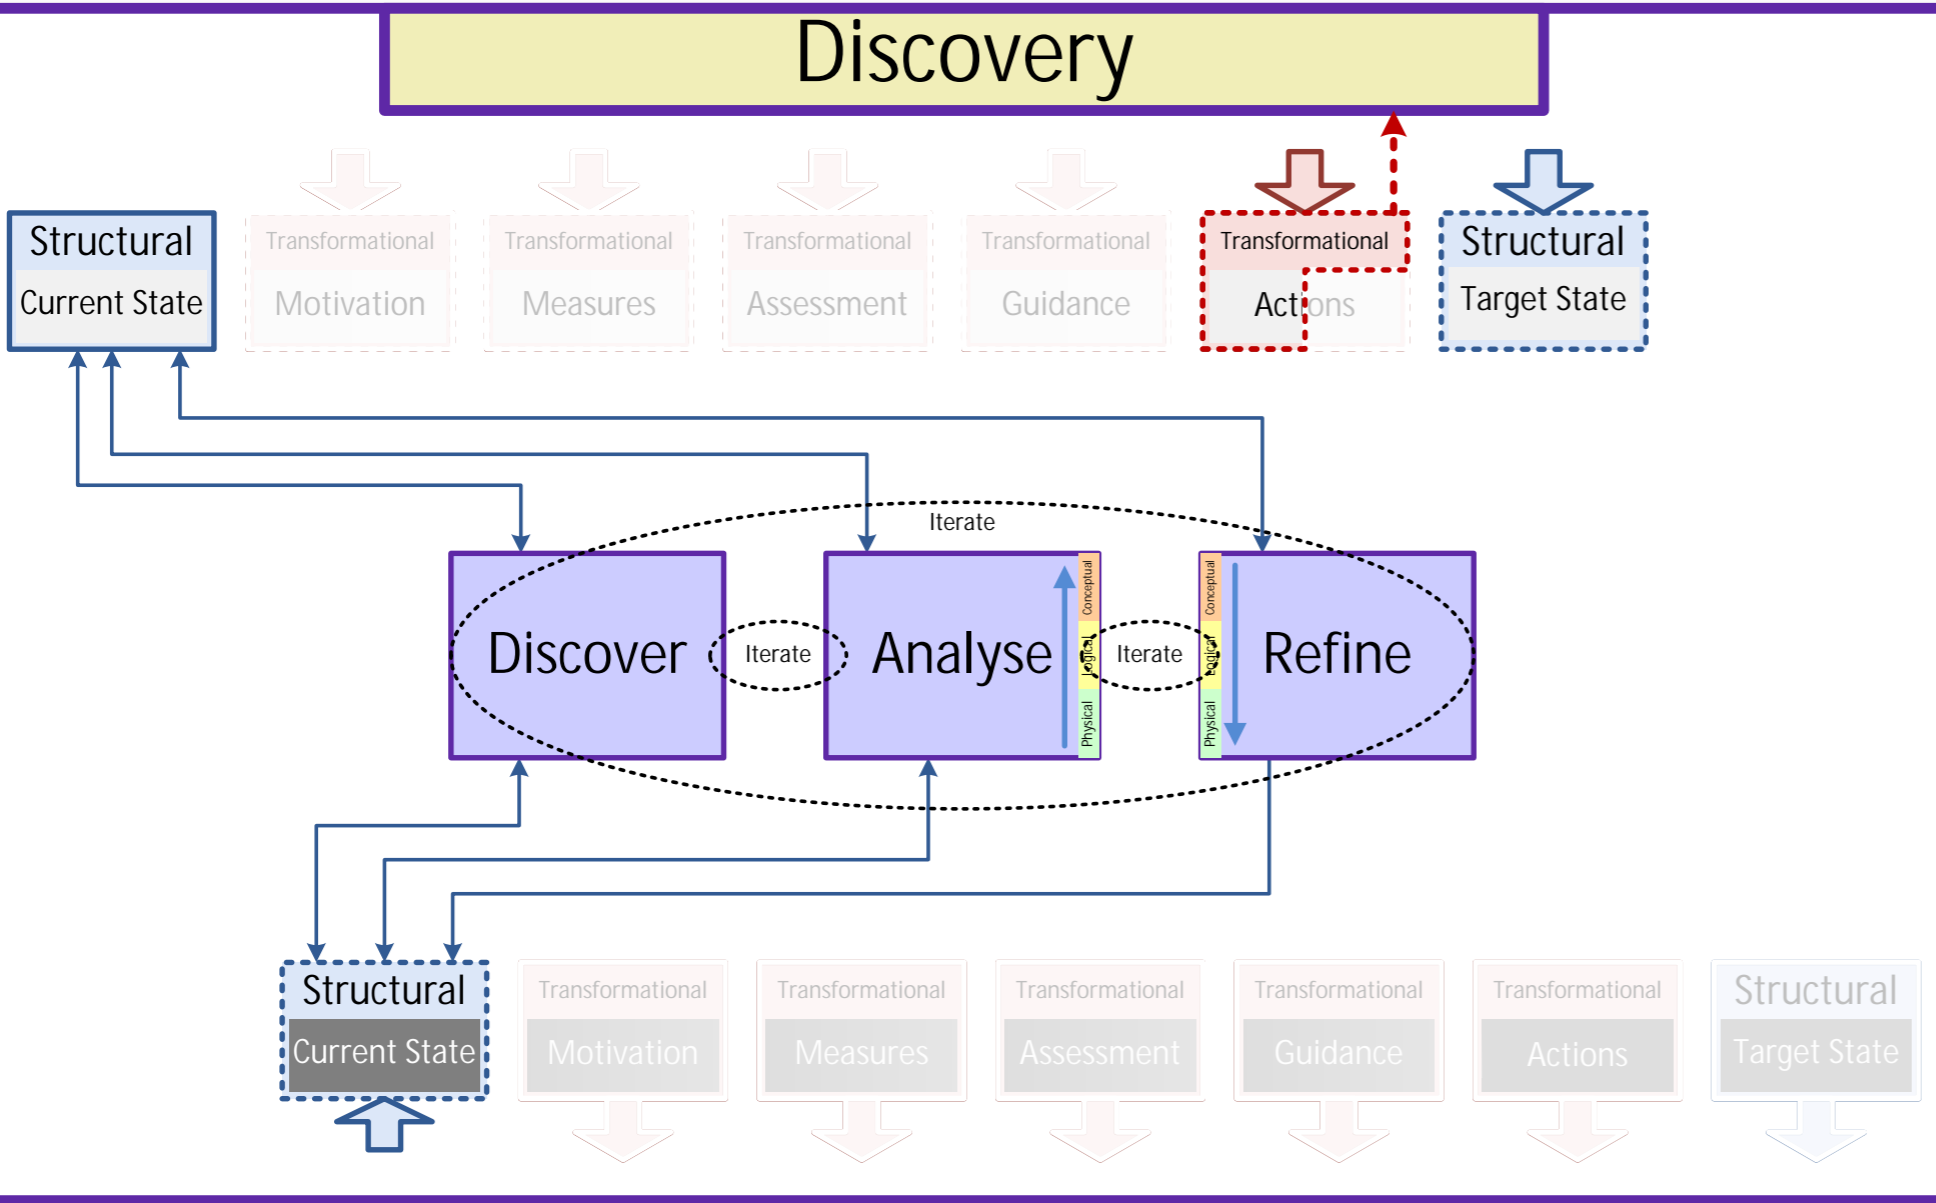 Discovery
Structural
Current State
Transformational
Motivation
Transformational
Measures
Transformational
Assessment
Transformational
Guidance
Transformational
Actions
Structural
Target State
Iterate
Discover
Iterate
Analyse
Conceptual
Logical
Physical
Iterate
Conceptual
Logical
Physical
Refine
Structural
Current State
Transformational
Motivation
Transformational
Measures
Transformational
Assessment
Transformational
Guidance
Transformational
Actions
Structural
Target State